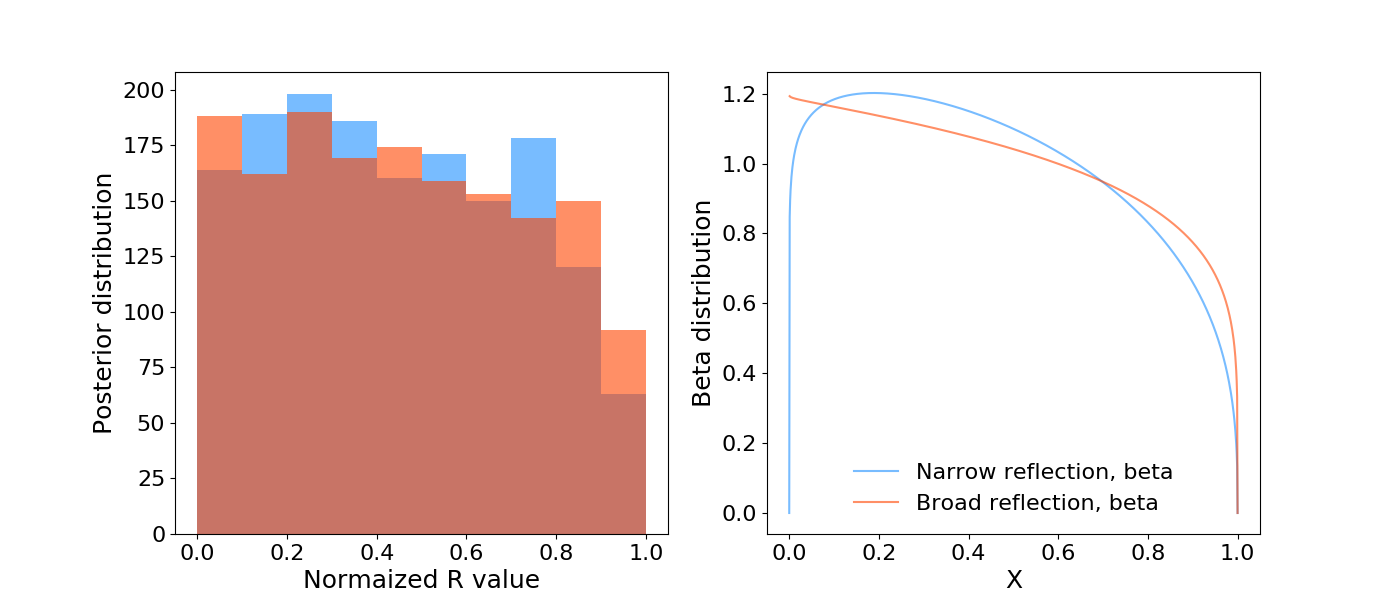 200
175
150
125
100
75
50
25
0
0.0 0.2 0.4 0.6 0.8 1.0
Normaized R value
Posterior distribution
1.2
1.0
0.8
0.6
0.4
0.2
0.0
0.0 0.2 0.4 0.6 0.8 1.0
X
Beta distribution
Narrow reflection, beta
Broad reflection, beta